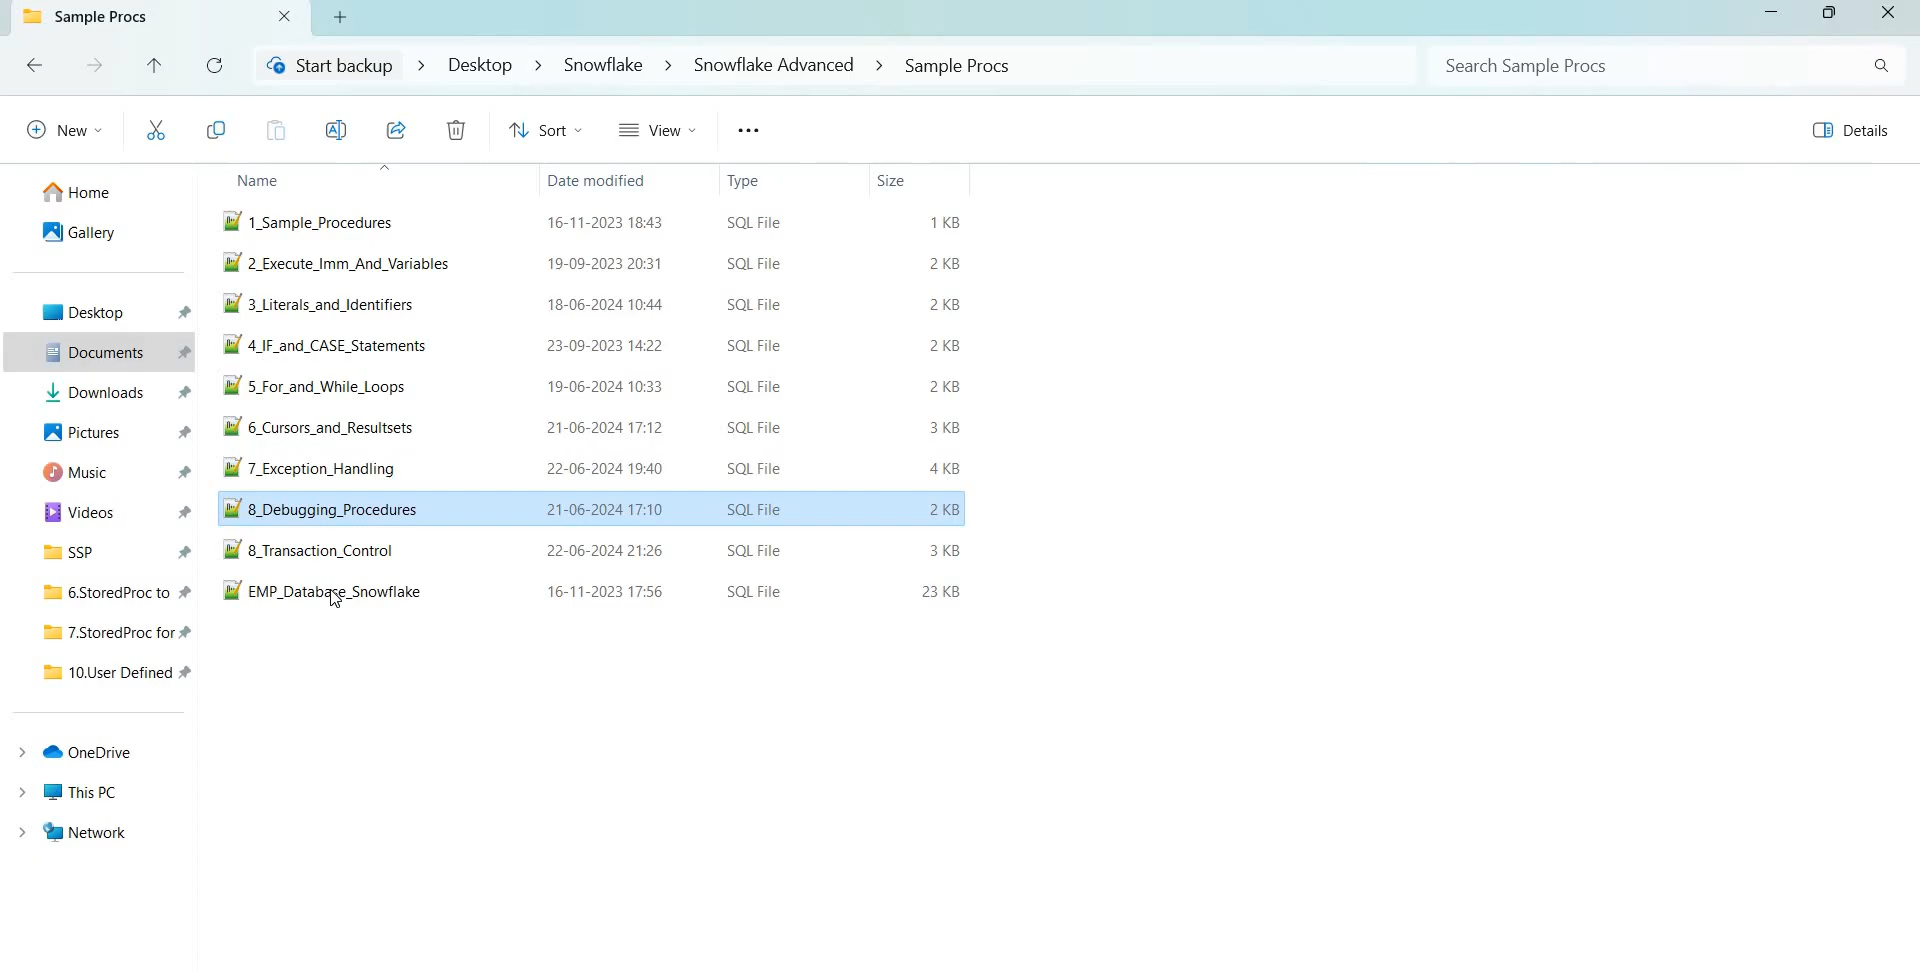 Sample Procs
Start backup > Desktop > Snowflake > Snowflake Advanced > Sample Procs
Search Sample Procs
New
Sort
View
Details
Home
Gallery
Desktop
Documents
Downloads
Pictures
Music
Videos
SSP
6.StoredProc to
7.StoredProc for
10.User Defined
OneDrive
This PC
Network
Name Date modified Type Size
1_Sample_Procedures 16-11-2023 18:43 SQL File 1 KB
2_Execute_Imm_And_Variables 19-09-2023 20:31 SQL File 2 KB
3_Literals_and_Identifiers 18-06-2024 10:44 SQL File 2 KB
4_IF_and_CASE_Statements 23-09-2023 14:22 SQL File 2 KB
5_For_and_While_Loops 19-06-2024 10:33 SQL File 2 KB
6_Cursors_and_Resultsets 21-06-2024 17:12 SQL File 3 KB
7_Exception_Handling 22-06-2024 19:40 SQL File 4 KB
8_Debugging_Procedures 21-06-2024 17:10 SQL File 2 KB
8_Transaction_Control 22-06-2024 21:26 SQL File 3 KB
EMP_Database_Snowflake 16-11-2023 17:56 SQL File 23 KB